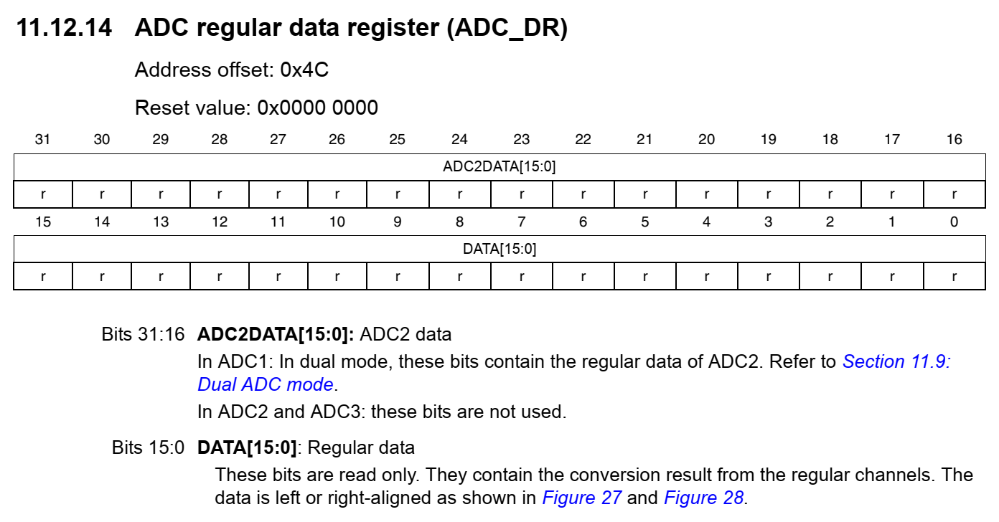 11.12.14 ADC regular data register (ADC_DR)
Address offset: 0x4C
Reset value: 0x0000 0000
31 30 29 28 27 26 25 24 23 22 21 20 19 18 17 16
ADC2DATA[15:0]
r r r r r r r r r r r r r r r r
15 14 13 12 11 10 9 8 7 6 5 4 3 2 1 0
DATA[15:0]
r r r r r r r r r r r r r r r r
Bits 31:16 ADC2DATA[15:0]: ADC2 data
In ADC1: In dual mode, these bits contain the regular data of ADC2. Refer to Section 11.9:
Dual ADC mode.
In ADC2 and ADC3: these bits are not used.
Bits 15:0 DATA[15:0]: Regular data
These bits are read only. They contain the conversion result from the regular channels. The
data is left or right-aligned as shown in Figure 27 and Figure 28.